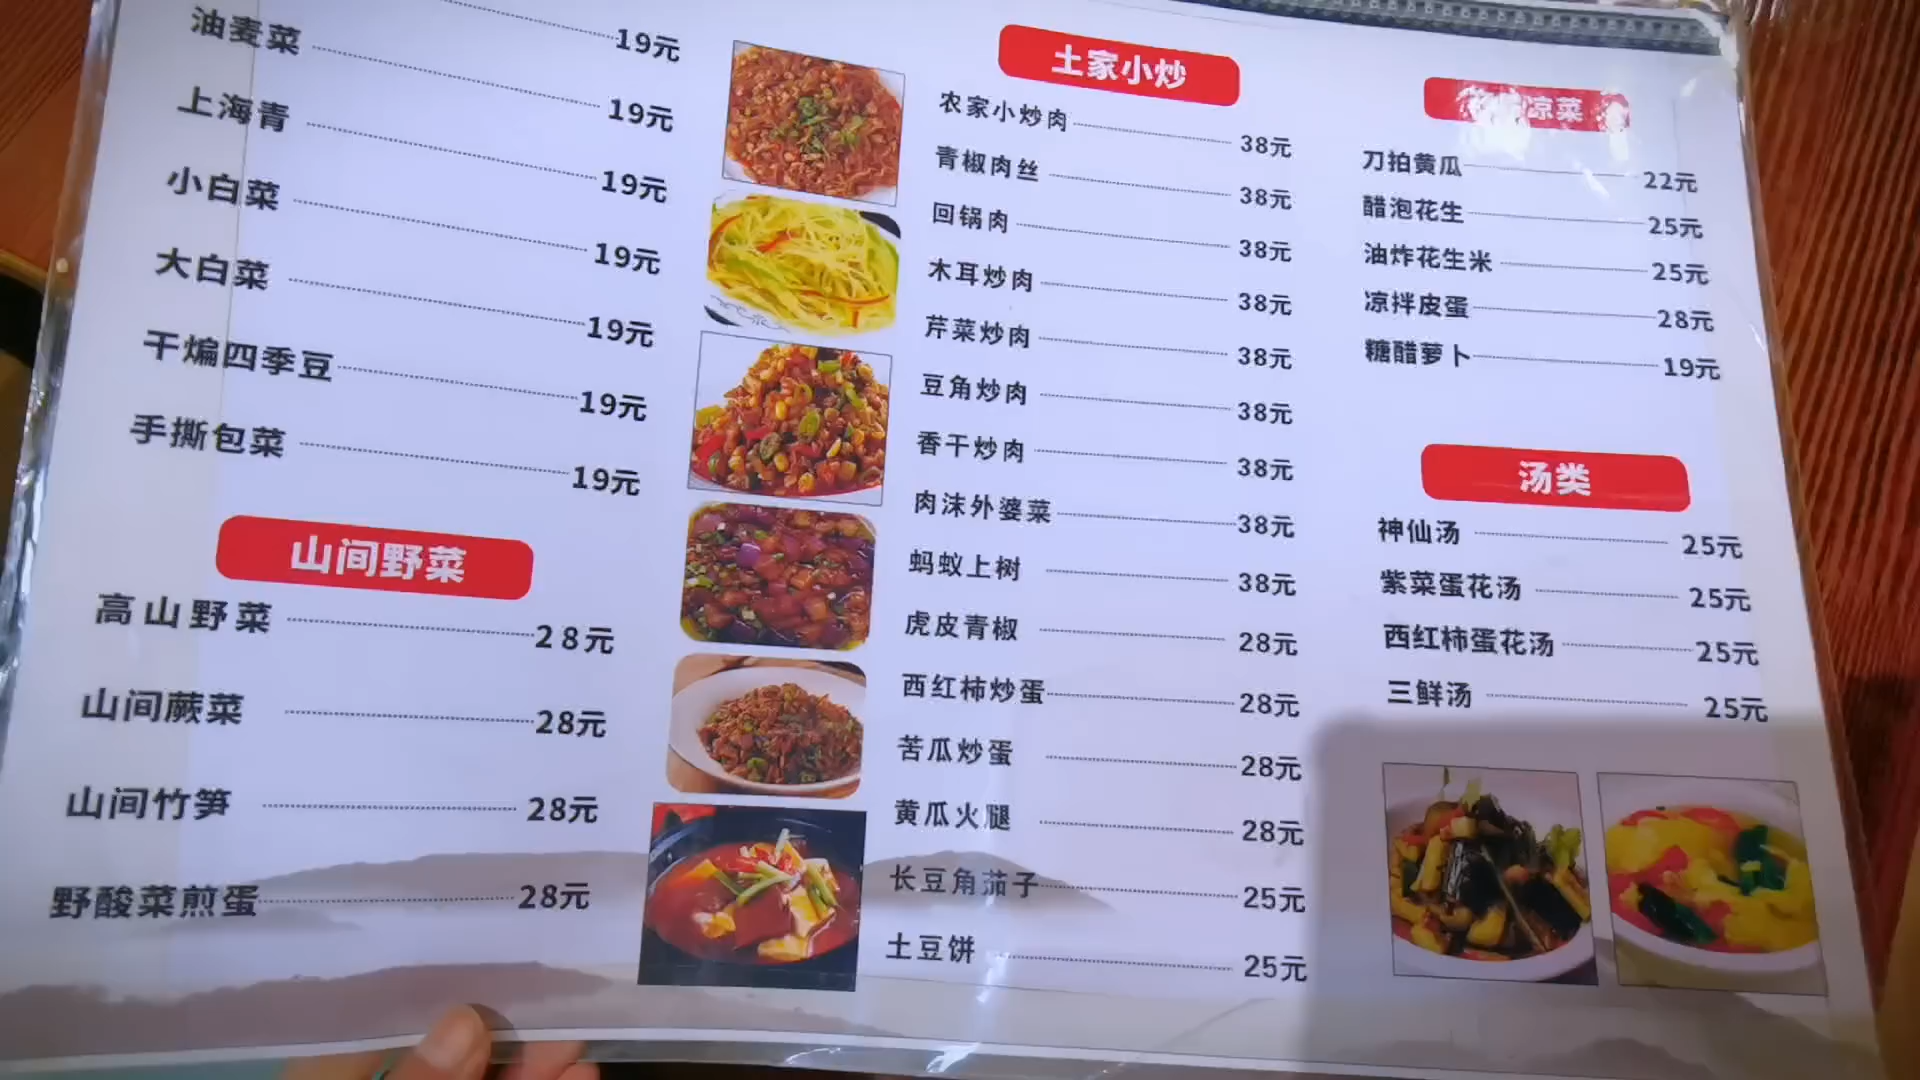 19元
油麦菜 19元
上海青 19元
小白菜 19元
大白菜 19元
干煸四季豆 19元
手撕包菜 19元
山间野菜
高山野菜 28元
山间蕨菜 28元
山间竹笋 28元
野酸菜煎蛋 28元
土家小炒
农家小炒肉 38元
青椒肉丝 38元
回锅肉 38元
木耳炒肉 38元
芹菜炒肉 38元
豆角炒肉 38元
香干炒肉 38元
肉沫外婆菜 38元
蚂蚁上树 38元
虎皮青椒 28元
西红柿炒蛋 28元
苦瓜炒蛋 28元
黄瓜火腿 28元
长豆角茄子 25元
土豆饼 25元
凉菜
刀拍黄瓜 22元
醋泡花生 25元
油炸花生米 25元
凉拌皮蛋 28元
糖醋萝卜 19元
汤类
神仙汤 25元
紫菜蛋花汤 25元
西红柿蛋花汤 25元
三鲜汤 25元